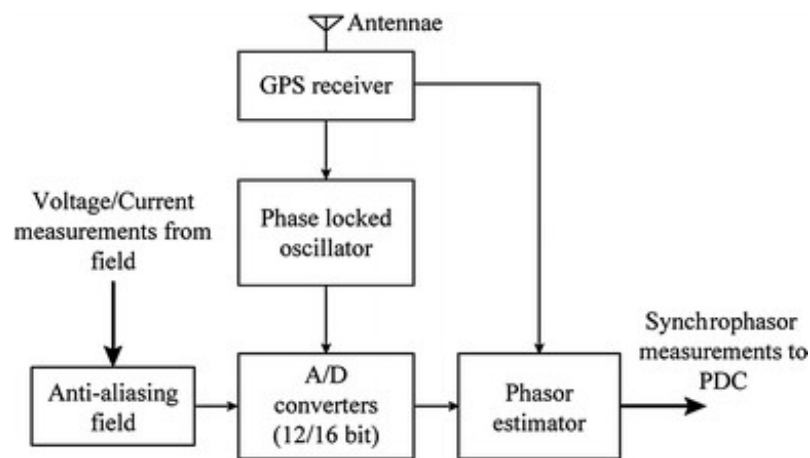 Antennae
GPS receiver
Voltage/Current
measurements from
field
Phase locked
oscillator
Synchrophasor
measurements to
PDC
Anti-aliasing
field
A/D
converters
(12/16 bit)
Phasor
estimator